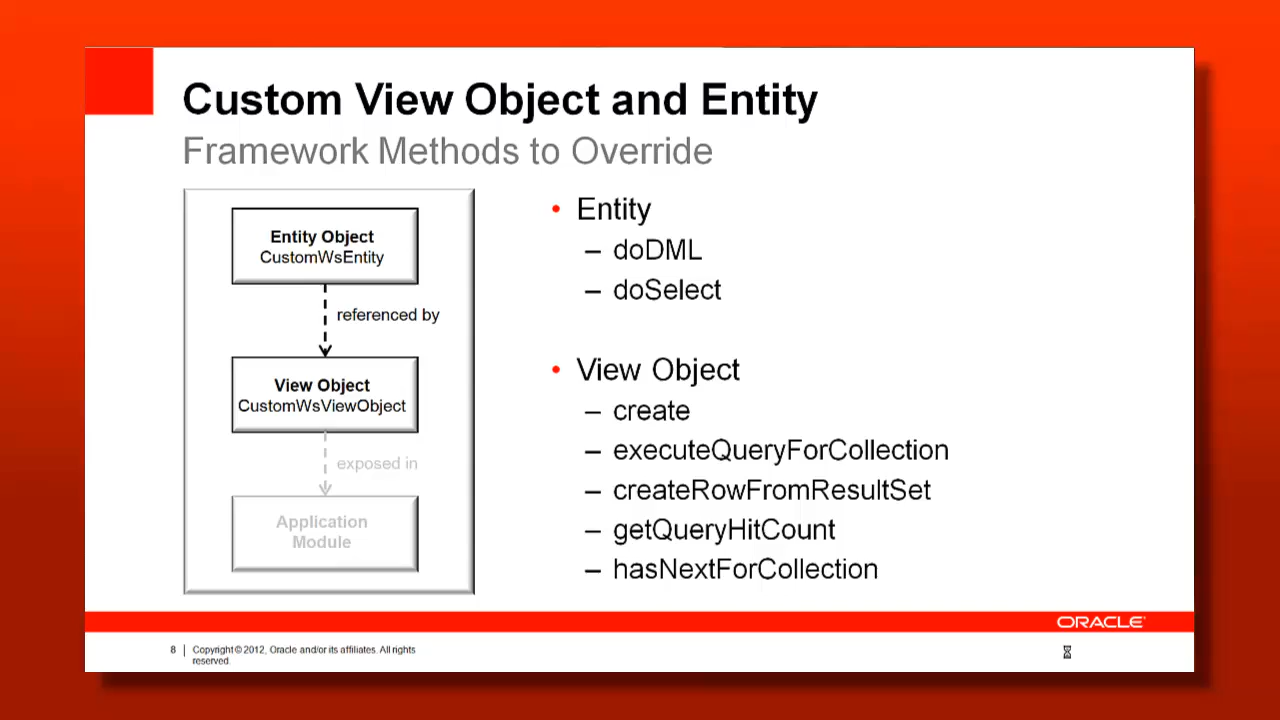 Custom View Object and Entity
Framework Methods to Override
Entity Object
CustomWsEntity
referenced by
View Object
CustomWsViewObject
exposed in
Application
Module
• Entity
– doDML
– doSelect
• View Object
– create
– executeQueryForCollection
– createRowFromResultSet
– getQueryHitCount
– hasNextForCollection
ORACLE
8 | Copyright © 2012, Oracle and/or its affiliates. All rights
reserved.